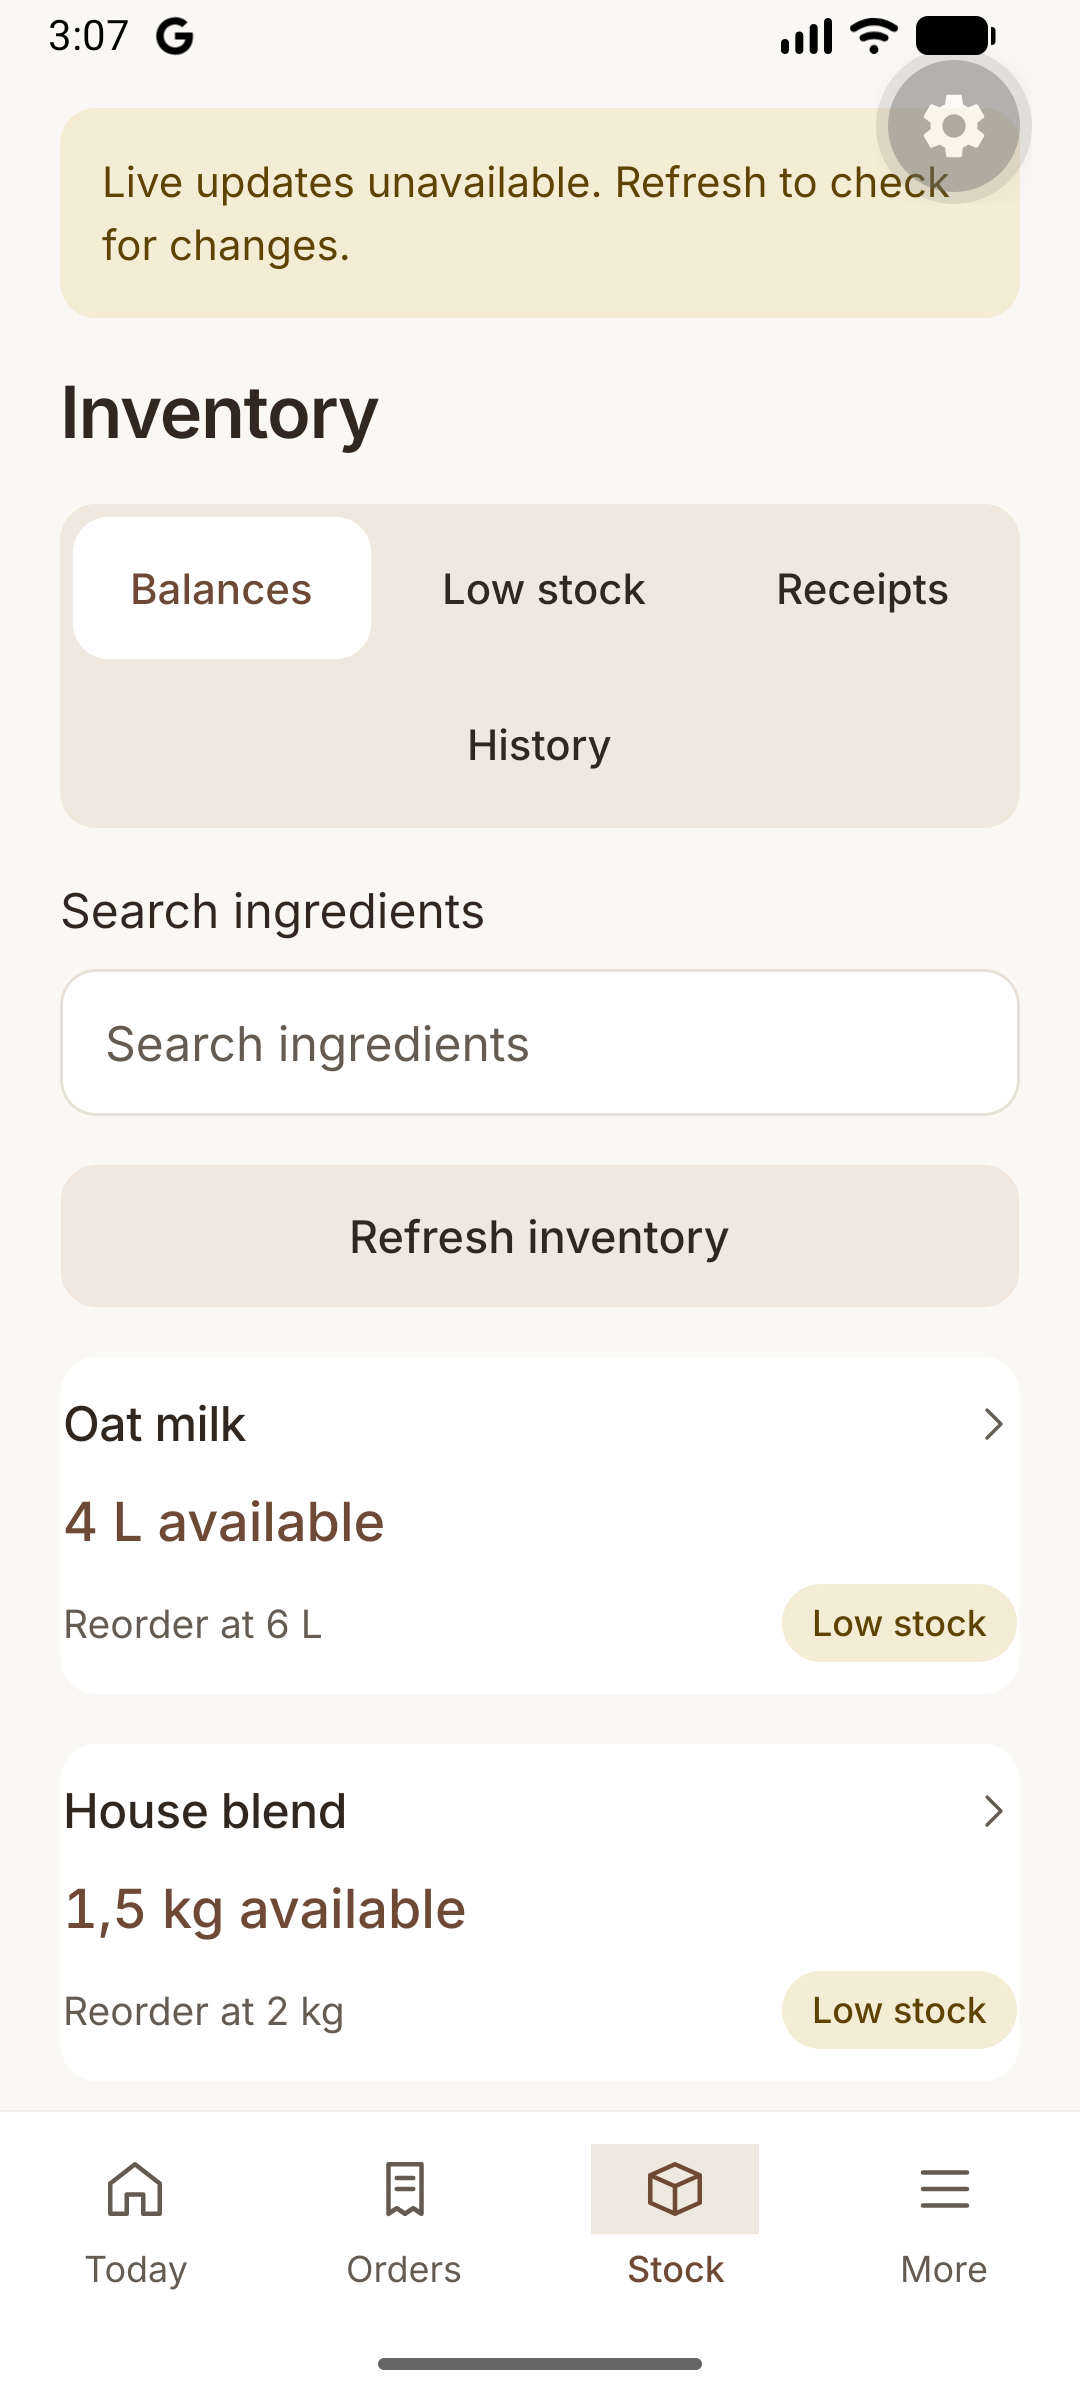 3:07
Live updates unavailable. Refresh to check
for changes.
Inventory
Balances
Low stock
Receipts
History
Search ingredients
Search ingredients
Refresh inventory
Oat milk
4 L available
Reorder at 6 L
Low stock
House blend
1,5 kg available
Reorder at 2 kg
Low stock
Today
Orders
Stock
More